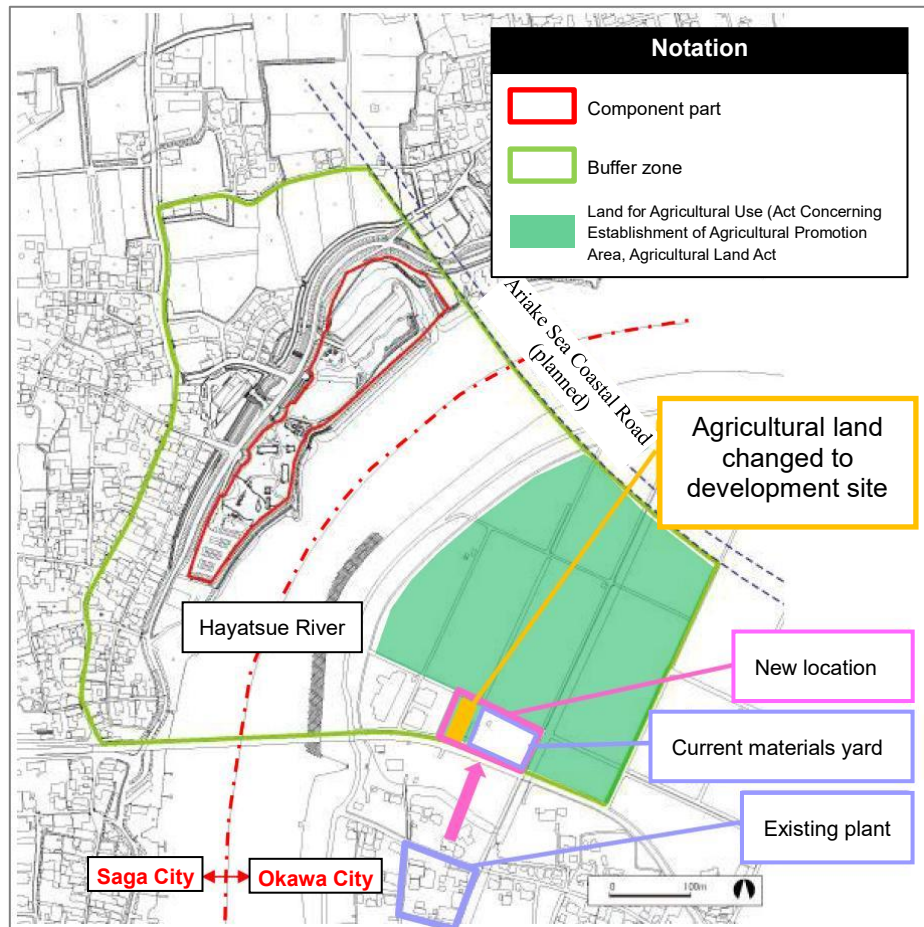 Notation
Component part
Buffer zone
Land for Agricultural Use (Act Concerning
Establishment of Agricultural Promotion
Area, Agricultural Land Act
Ariake Sea Coastal Road
(planned)
Agricultural land
changed to
development site
Hayatsue River
New location
Current materials yard
Existing plant
Saga City
Okawa City
0 100m